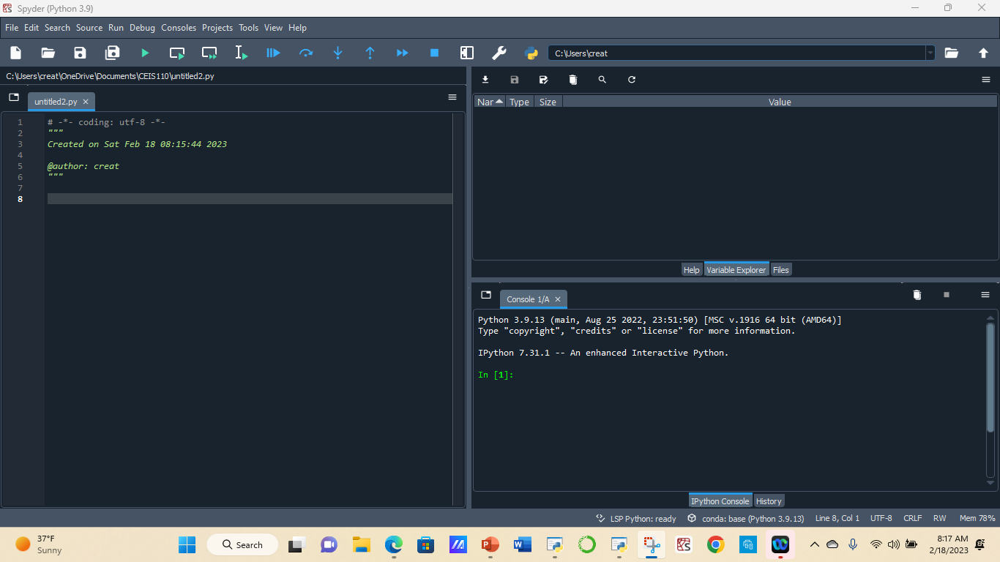 Spyder (Python 3.9)
File Edit Search Source Run Debug Consoles Projects Tools View Help
C:\Users\creat
C:\Users\creat\OneDrive\Documents\CEIS110\untitled2.py
untitled2.py
1 # -*- coding: utf-8 -*-
2 """
3 Created on Sat Feb 18 08:15:44 2023
4
5 @author: creat
6 """
7
8
Nar Type Size Value
Help Variable Explorer Files
Console 1/A
Python 3.9.13 (main, Aug 25 2022, 23:51:50) [MSC v.1916 64 bit (AMD64)]
Type "copyright", "credits" or "license" for more information.
IPython 7.31.1 -- An enhanced Interactive Python.
In [1]:
IPython Console History
LSP Python: ready conda: base (Python 3.9.13) Line 8, Col 1 UTF-8 CRLF RW Mem 78%
37°F
Sunny
Search
8:17 AM
2/18/2023